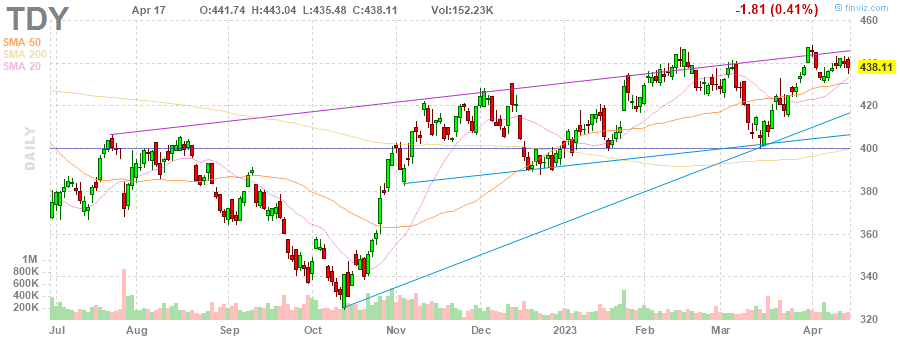 TDY
Apr 17 O:441.74 H:443.04 L:435.48 C:438.11 Vol:152.23K -1.81 (0.41%)
© finviz.com
SMA 50
SMA 200
SMA 20
DAILY
460
440
438.11
420
400
380
360
340
320
1M
800K
600K
400K
200K
Jul Aug Sep Oct Nov Dec 2023 Feb Mar Apr